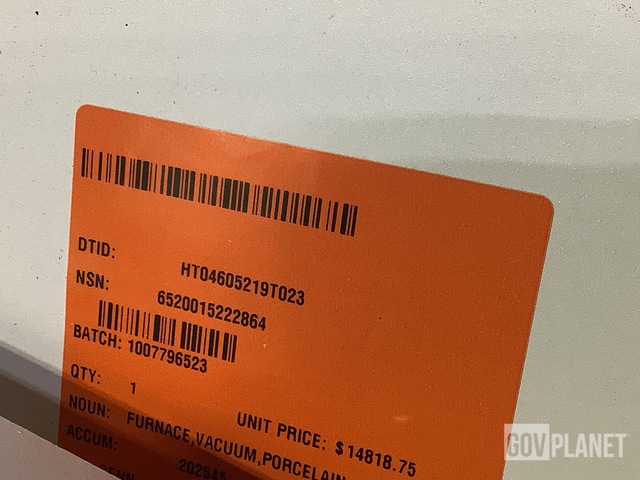 DTID: HT04605219T023
NSN: 6520015222864
BATCH: 1007796523
QTY: 1
UNIT PRICE: $14818.75
NOUN: FURNACE,VACUUM,PORCELAIN
ACCUM: 202545
GOVPLANET